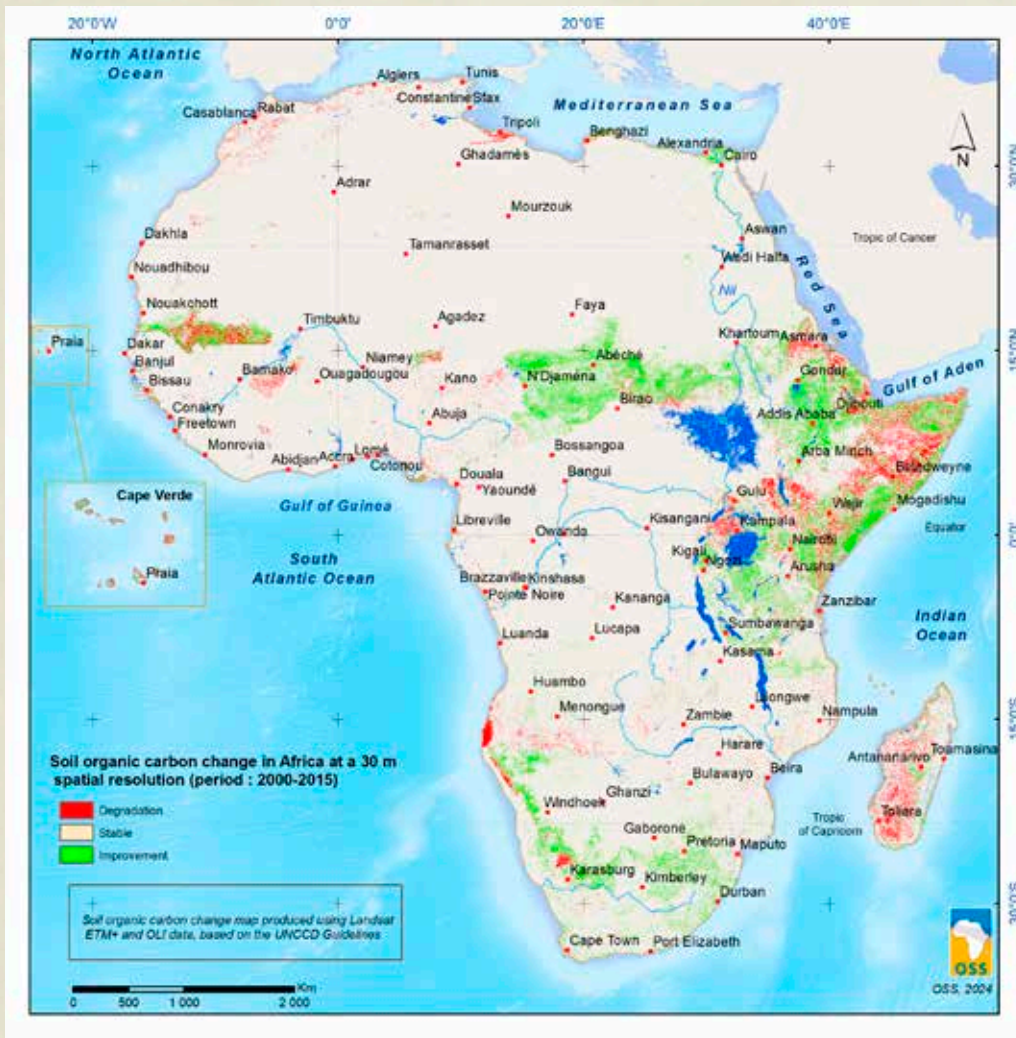 20°0'W
0°0'
20°0'E
40°0'E
North Atlantic
Ocean
Algiers
Tunis
Constantine
Sfax
Mediterranean Sea
Casablanca
Rabat
Tripoli
Benghazi
Alexandria
Cairo
Ghadamès
N
30°0'N
Adrar
Mourzouk
Dakhla
Tamanrasset
Aswan
Tropic of Cancer
Wadi Halfa
Nouadhibou
Red Sea
Nil
Nouakchott
Timbuktu
Agadez
Faya
Khartoum
Asmara
Praia
Dakar
Banjul
Bissau
Bamako
Niamey
Ouagadougou
Kano
N'Djaména
Abéché
Gondar
15°0'N
Gulf of Aden
Birao
Djibouti
Conakry
Freetown
Abuja
Addis Ababa
Monrovia
Abidjan
Accra
Lomé
Cotonou
Bossangoa
Arba Minch
Beledweyne
Douala
Yaoundé
Bangui
Cape Verde
Gulf of Guinea
Gulu
Wejir
Mogadishu
Libreville
Owanda
Kisangani
Kampala
Equator
0°0'
Praia
South
Atlantic Ocean
Kigali
Ngozi
Nairobi
Arusha
Brazzaville
Kinshasa
Pointe Noire
Kananga
Zanzibar
Indian
Ocean
Luanda
Lucapa
Sumbawanga
Kasama
Huambo
Menongue
Zambie
Lilongwe
Nampula
15°0'S
Harare
Antananarivo
Toamasina
Soil organic carbon change in Africa at a 30 m
spatial resolution (period : 2000-2015)
Bulawayo
Beira
Degradation
Stable
Improvement
Windhoek
Ghanzi
Tropic
of Capricorn
Toliara
Gaborone
Pretoria
Maputo
Karasburg
Kimberley
Durban
30°0'S
Soil organic carbon change map produced using Landsat
ETM+ and OLI data, based on the UNCCD Guidelines
Cape Town
Port Elizabeth
OSS
OSS, 2024
Km
0 500 1 000 2 000